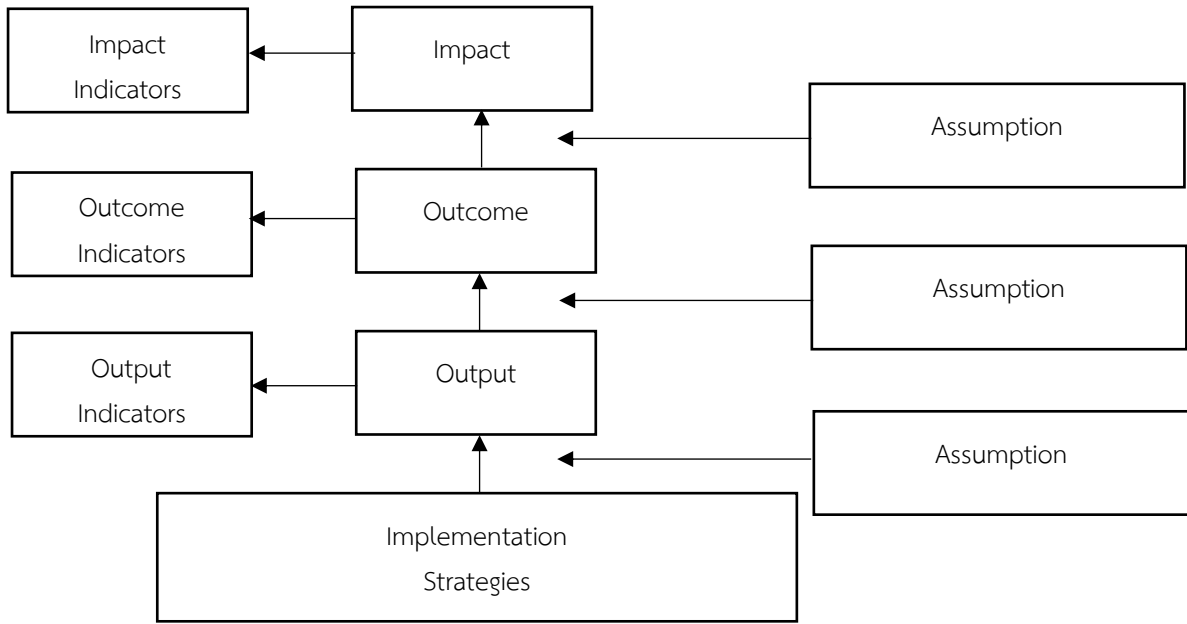 Impact
Indicators
Impact
Assumption
Outcome
Indicators
Outcome
Assumption
Output
Indicators
Output
Assumption
Implementation
Strategies